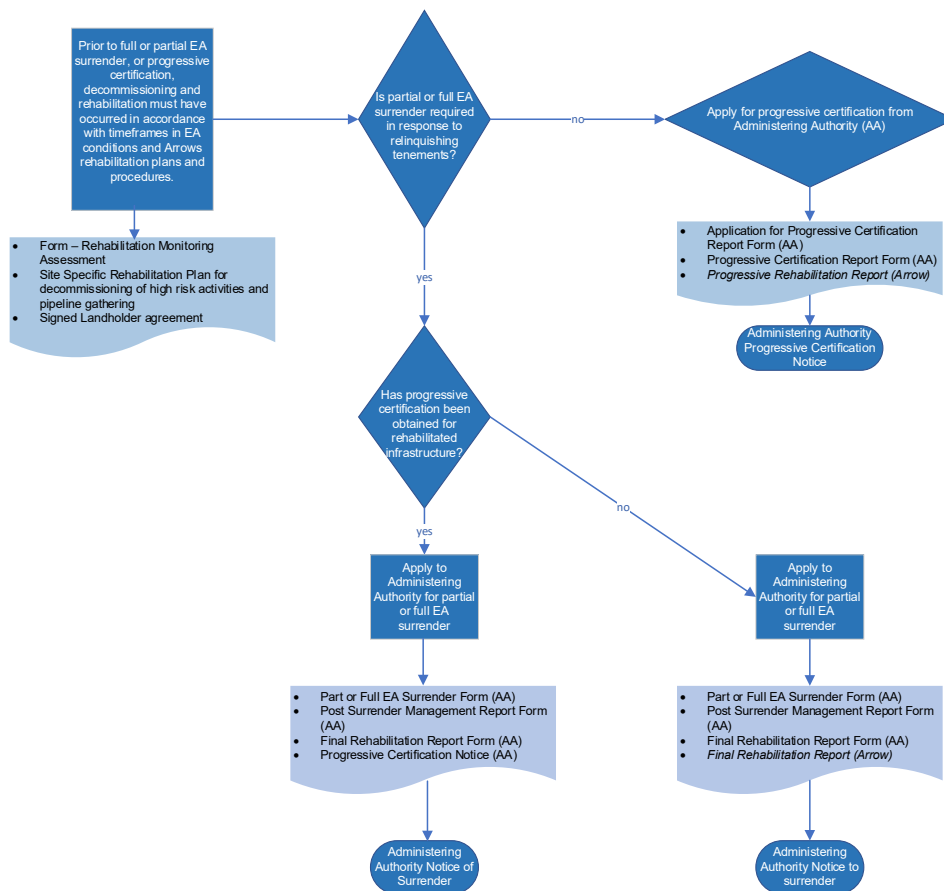 Prior to full or partial EA
surrender, or progressive
certification,
decommissioning and
rehabilitation must have
occurred in accordance
with timeframes in EA
conditions and Arrows
rehabilitation plans and
procedures.
• Form – Rehabilitation Monitoring
Assessment
• Site Specific Rehabilitation Plan for
decommissioning of high risk activities and
pipeline gathering
• Signed Landholder agreement
Is partial or full EA
surrender required
in response to
relinquishing
tenements?
no
Apply for progressive certification from
Administering Authority (AA)
• Application for Progressive Certification
Report Form (AA)
• Progressive Certification Report Form (AA)
• Progressive Rehabilitation Report (Arrow)
Administering Authority
Progressive Certification
Notice
yes
Has progressive
certification been
obtained for
rehabilitated
infrastructure?
no
yes
Apply to
Administering
Authority for partial
or full EA
surrender
• Part or Full EA Surrender Form (AA)
• Post Surrender Management Report Form
(AA)
• Final Rehabilitation Report Form (AA)
• Progressive Certification Notice (AA)
Administering
Authority Notice of
Surrender
Apply to
Administering
Authority for partial
or full EA
surrender
• Part or Full EA Surrender Form (AA)
• Post Surrender Management Report Form
(AA)
• Final Rehabilitation Report Form (AA)
• Final Rehabilitation Report (Arrow)
Administering
Authority Notice to
surrender